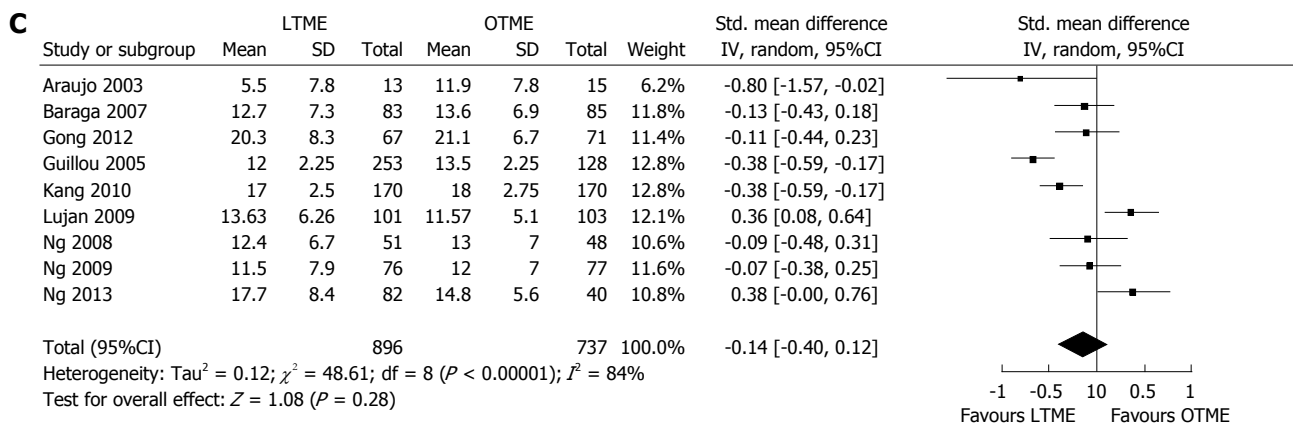 C
LTME OTME Std. mean difference Std. mean difference
Study or subgroup Mean SD Total Mean SD Total Weight IV, random, 95%CI IV, random, 95%CI
Araujo 2003 5.5 7.8 13 11.9 7.8 15 6.2% -0.80 [-1.57, -0.02]
Baraga 2007 12.7 7.3 83 13.6 6.9 85 11.8% -0.13 [-0.43, 0.18]
Gong 2012 20.3 8.3 67 21.1 6.7 71 11.4% -0.11 [-0.44, 0.23]
Guillou 2005 12 2.25 253 13.5 2.25 128 12.8% -0.38 [-0.59, -0.17]
Kang 2010 17 2.5 170 18 2.75 170 12.8% -0.38 [-0.59, -0.17]
Lujan 2009 13.63 6.26 101 11.57 5.1 103 12.1% 0.36 [0.08, 0.64]
Ng 2008 12.4 6.7 51 13 7 48 10.6% -0.09 [-0.48, 0.31]
Ng 2009 11.5 7.9 76 12 7 77 11.6% -0.07 [-0.38, 0.25]
Ng 2013 17.7 8.4 82 14.8 5.6 40 10.8% 0.38 [-0.00, 0.76]
Total (95%CI) 896 737 100.0% -0.14 [-0.40, 0.12]
Heterogeneity: Tau² = 0.12; χ² = 48.61; df = 8 (P < 0.00001); I² = 84%
Test for overall effect: Z = 1.08 (P = 0.28)
-1 -0.5 10 0.5 1
Favours LTME Favours OTME